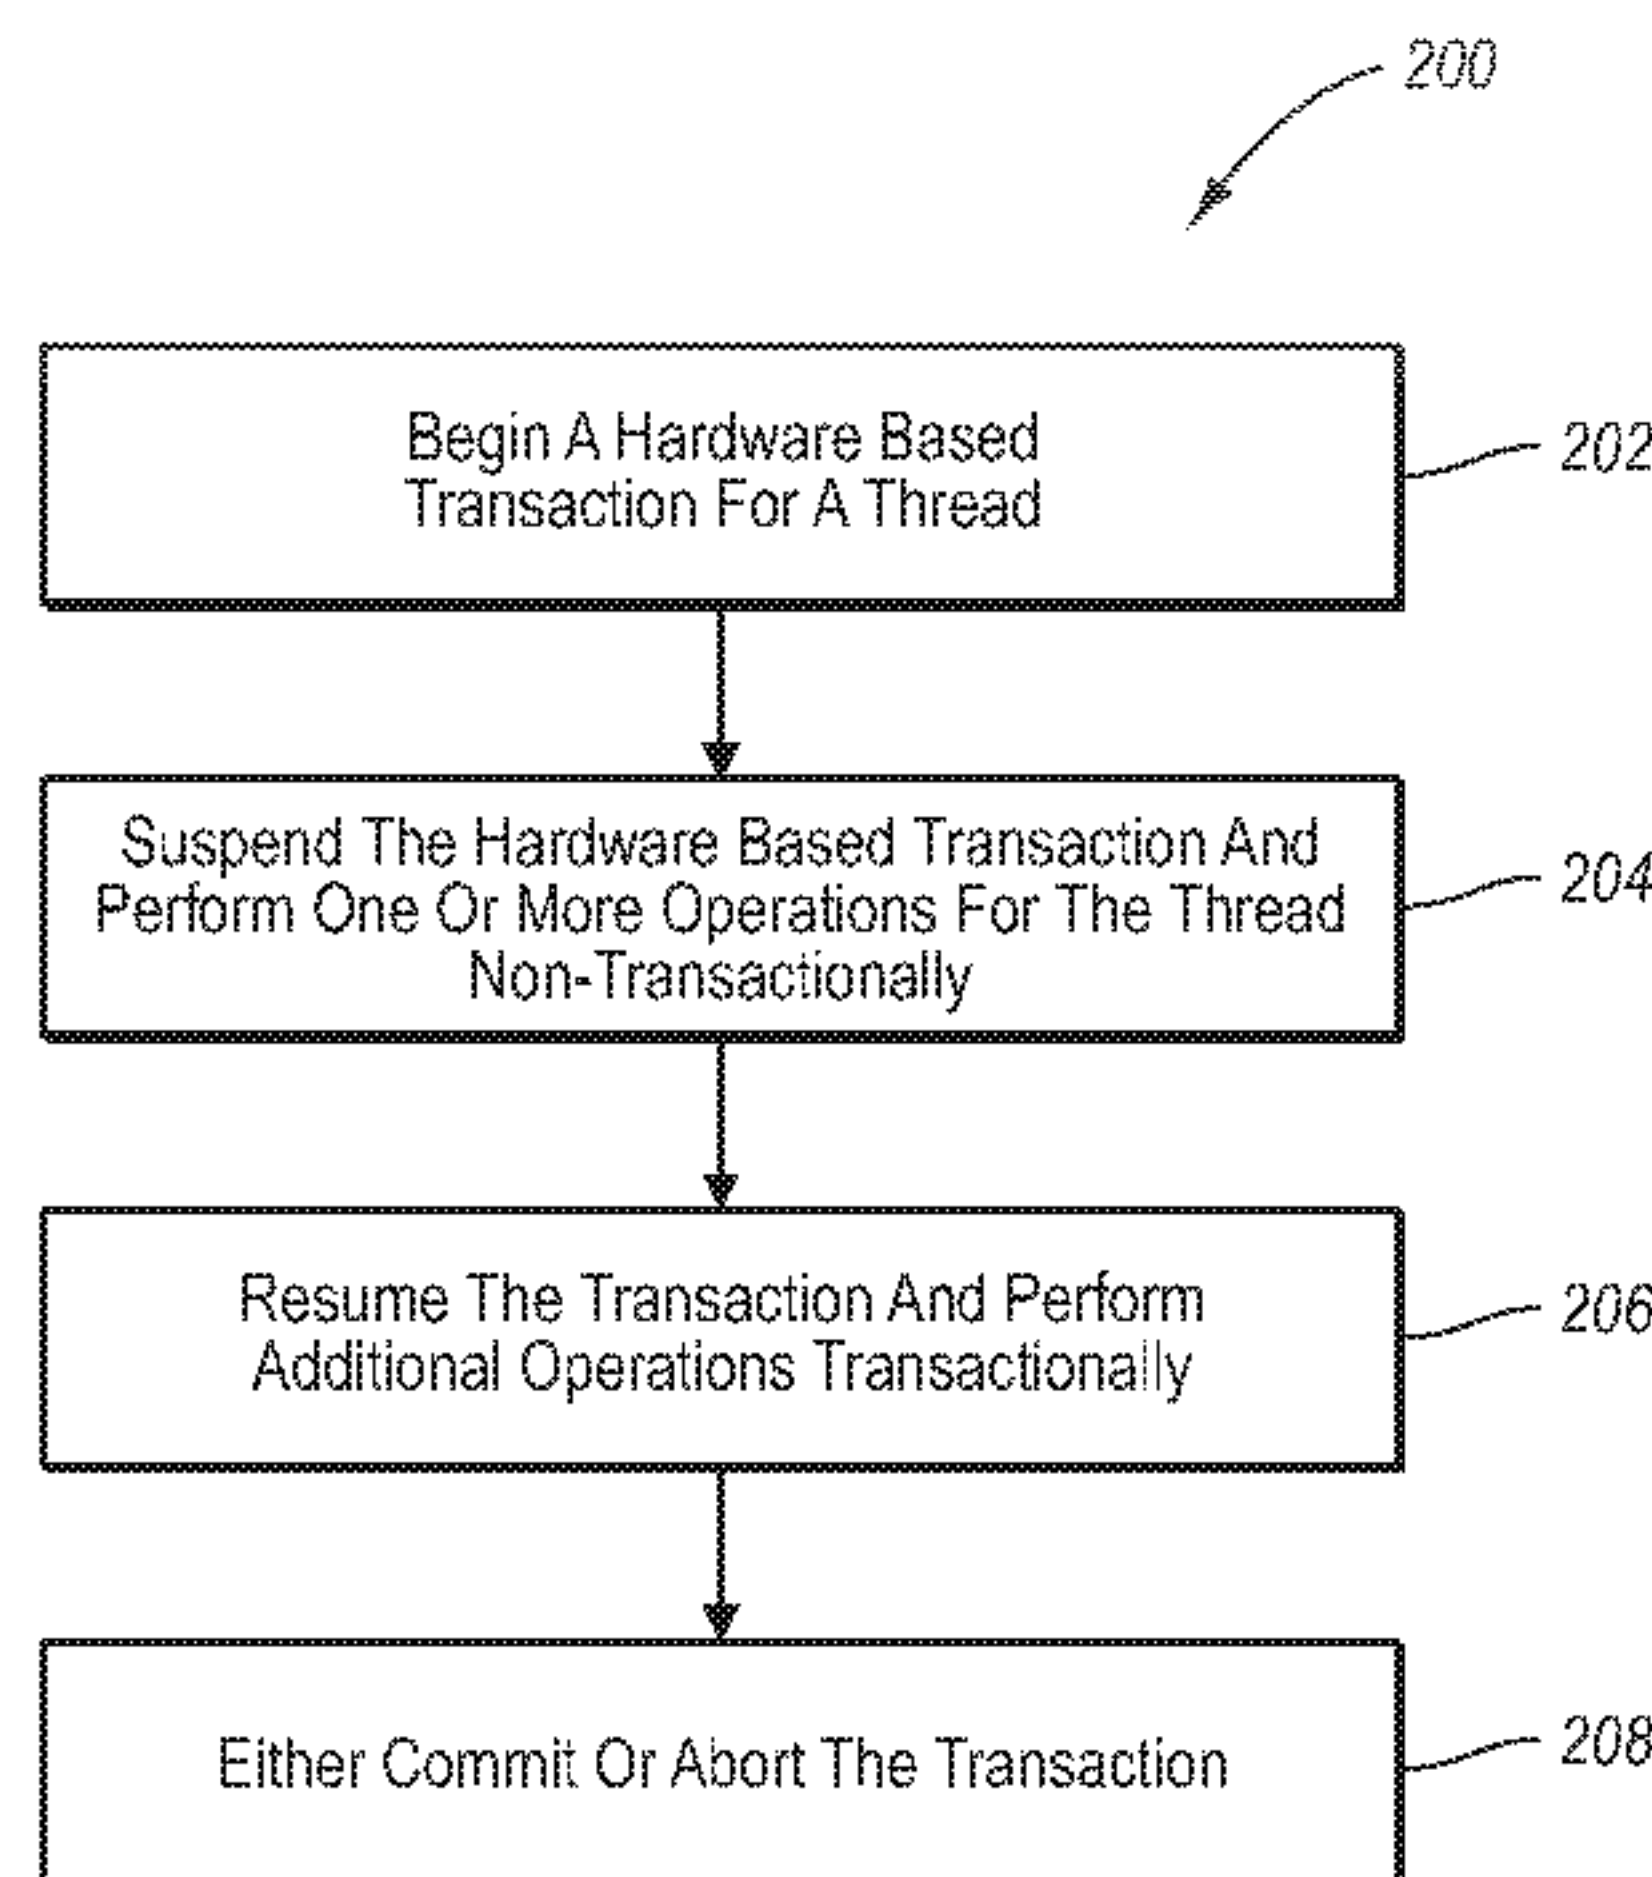 200
Begin A Hardware Based
Transaction For A Thread
202
Suspend The Hardware Based Transaction And
Perform One Or More Operations For The Thread
Non-Transactionally
204
Resume The Transaction And Perform
Additional Operations Transactionally
206
Either Commit Or Abort The Transaction
208